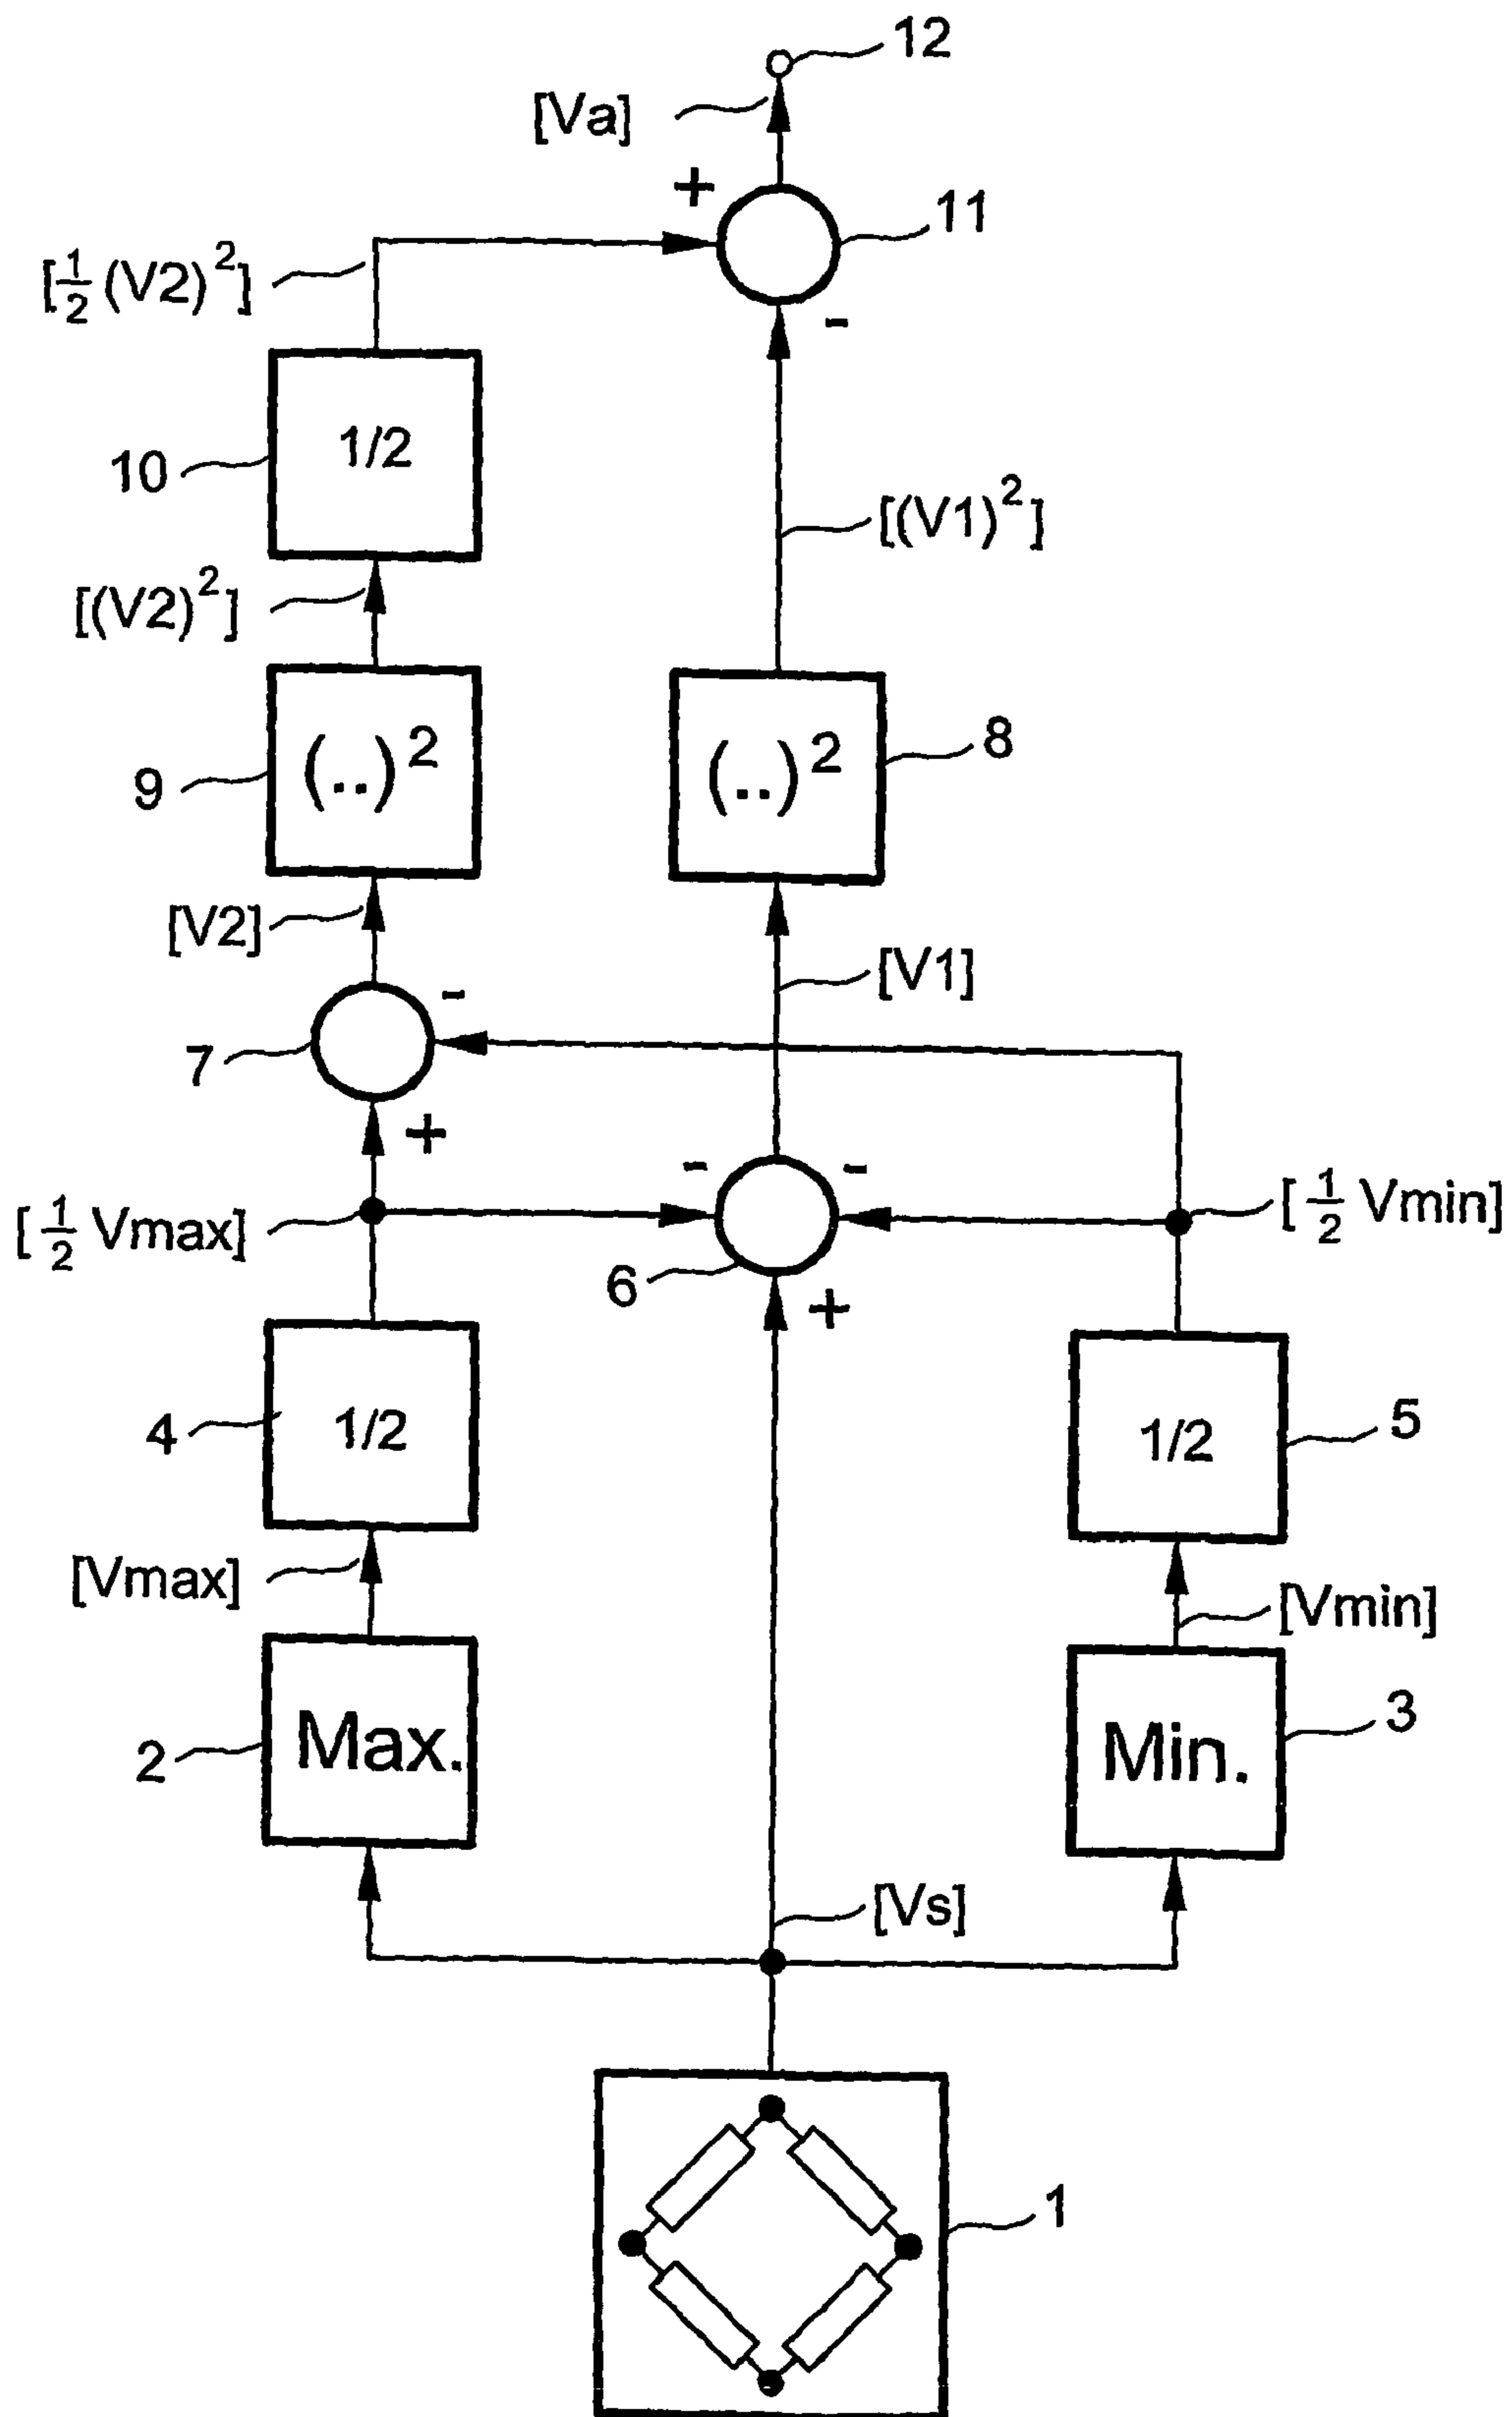 12
[Va]
+
11
[½(V2)²]
-
1/2
10
[(V1)²]
[(V2)²]
(..)²
(..)²
8
9
[V2]
[V1]
-
7
+
-
-
[½ Vmax]
[½ Vmin]
6
+
1/2
4
1/2
5
[Vmax]
[Vmin]
Max.
2
Min.
3
[Vs]
1